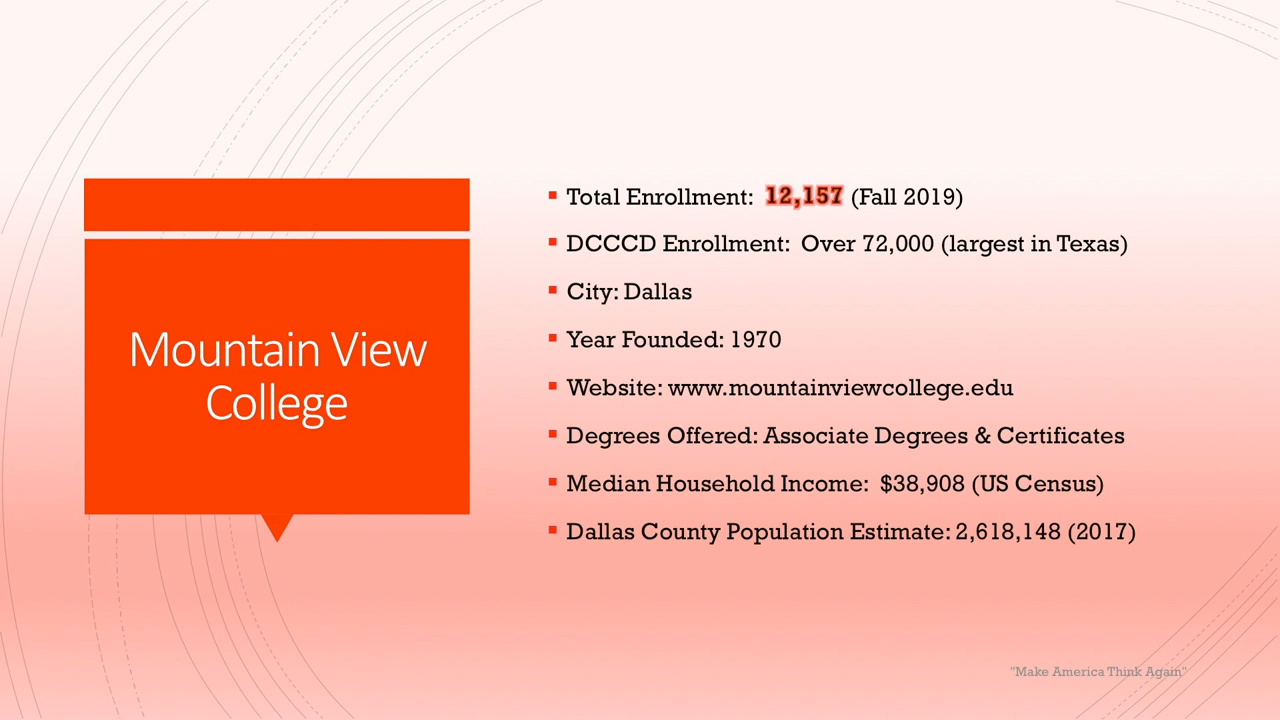 Mountain View
College
Total Enrollment: 12,157 (Fall 2019)
DCCCD Enrollment: Over 72,000 (largest in Texas)
City: Dallas
Year Founded: 1970
Website: www.mountainviewcollege.edu
Degrees Offered: Associate Degrees & Certificates
Median Household Income: $38,908 (US Census)
Dallas County Population Estimate: 2,618,148 (2017)
"Make America Think Again"